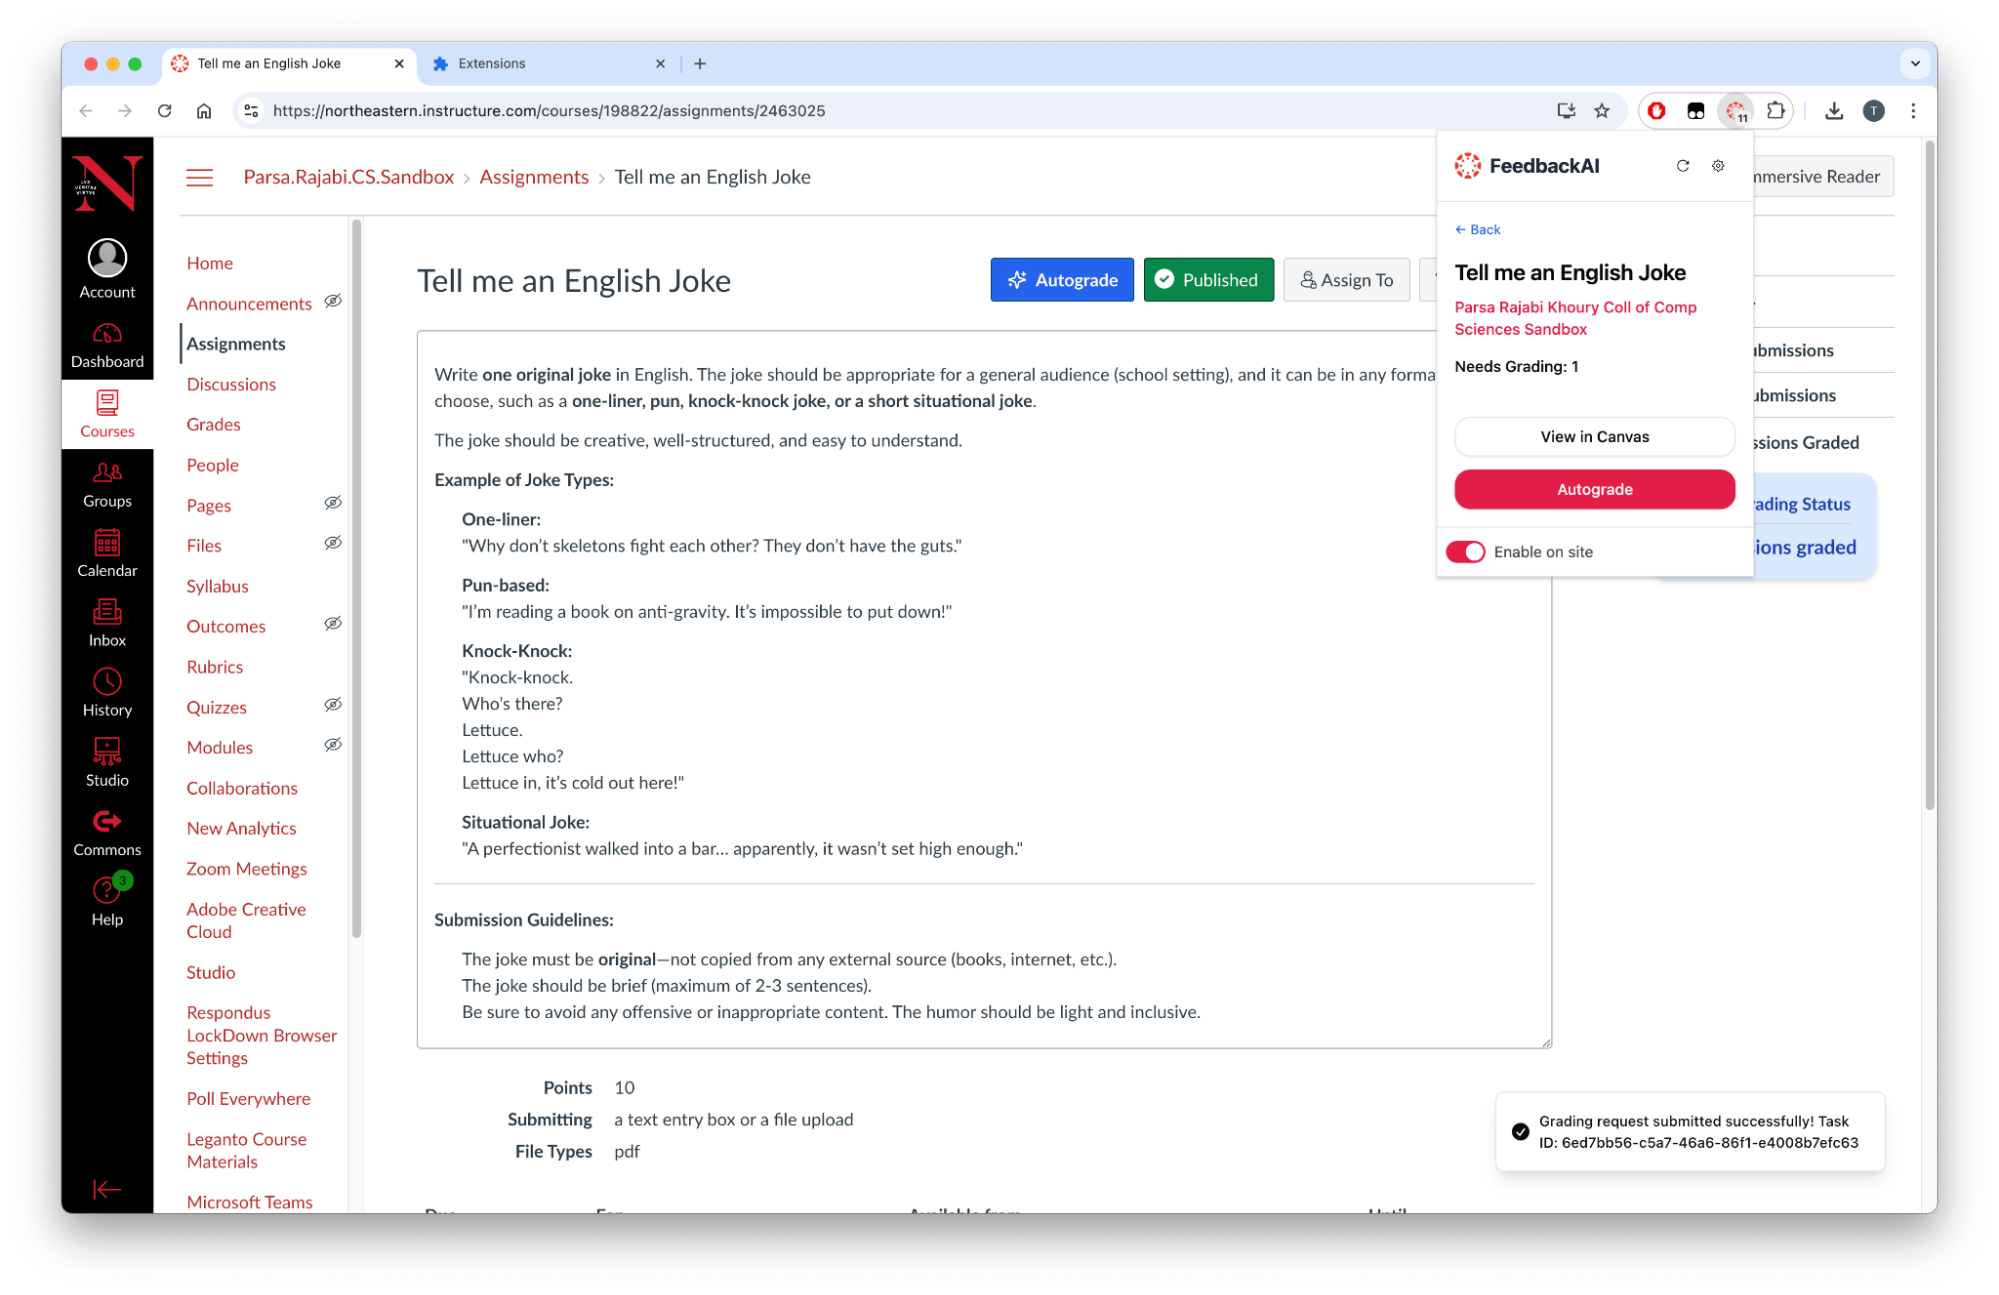 Tell me an English Joke
Extensions
https://northeastern.instructure.com/courses/198822/assignments/2463025
11
T
Account
Dashboard
Courses
Groups
Calendar
Inbox
History
Studio
Commons
3
Help
Parsa.Rajabi.CS.Sandbox > Assignments > Tell me an English Joke
Home
Announcements
Assignments
Discussions
Grades
People
Pages
Files
Syllabus
Outcomes
Rubrics
Quizzes
Modules
Collaborations
New Analytics
Zoom Meetings
Adobe Creative
Cloud
Studio
Respondus
LockDown Browser
Settings
Poll Everywhere
Leganto Course
Materials
Microsoft Teams
Tell me an English Joke
Autograde
Published
Assign To
Write one original joke in English. The joke should be appropriate for a general audience (school setting), and it can be in any forma
choose, such as a one-liner, pun, knock-knock joke, or a short situational joke.
The joke should be creative, well-structured, and easy to understand.
Example of Joke Types:
One-liner:
"Why don’t skeletons fight each other? They don’t have the guts."
Pun-based:
"I’m reading a book on anti-gravity. It’s impossible to put down!"
Knock-Knock:
"Knock-knock.
Who’s there?
Lettuce.
Lettuce who?
Lettuce in, it’s cold out here!"
Situational Joke:
"A perfectionist walked into a bar... apparently, it wasn’t set high enough."
Submission Guidelines:
The joke must be original—not copied from any external source (books, internet, etc.).
The joke should be brief (maximum of 2-3 sentences).
Be sure to avoid any offensive or inappropriate content. The humor should be light and inclusive.
Points 10
Submitting a text entry box or a file upload
File Types pdf
FeedbackAI
← Back
Tell me an English Joke
Parsa Rajabi Khoury Coll of Comp
Sciences Sandbox
Needs Grading: 1
View in Canvas
Autograde
Enable on site
mmersive Reader
ubmissions
ubmissions
ssions Graded
ading Status
ions graded
Grading request submitted successfully! Task
ID: 6ed7bb56-c5a7-46a6-86f1-e4008b7efc63